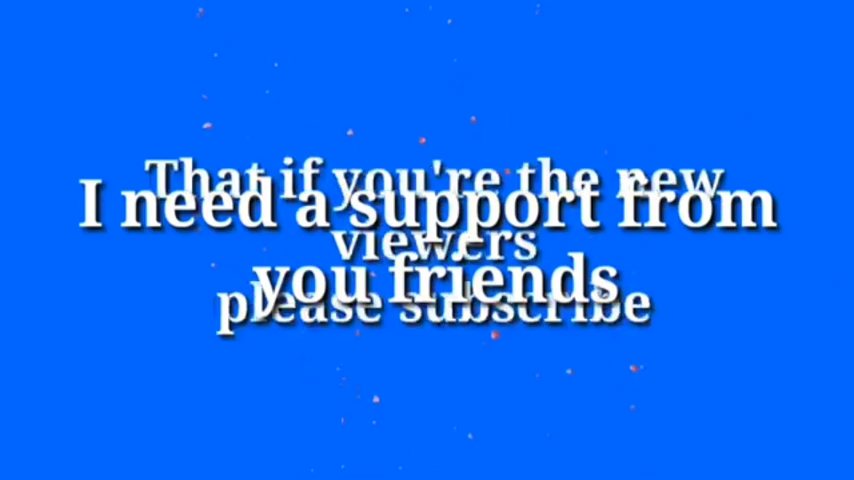 That if you're the new
I need a support from
viewers
you friends
please subscribe